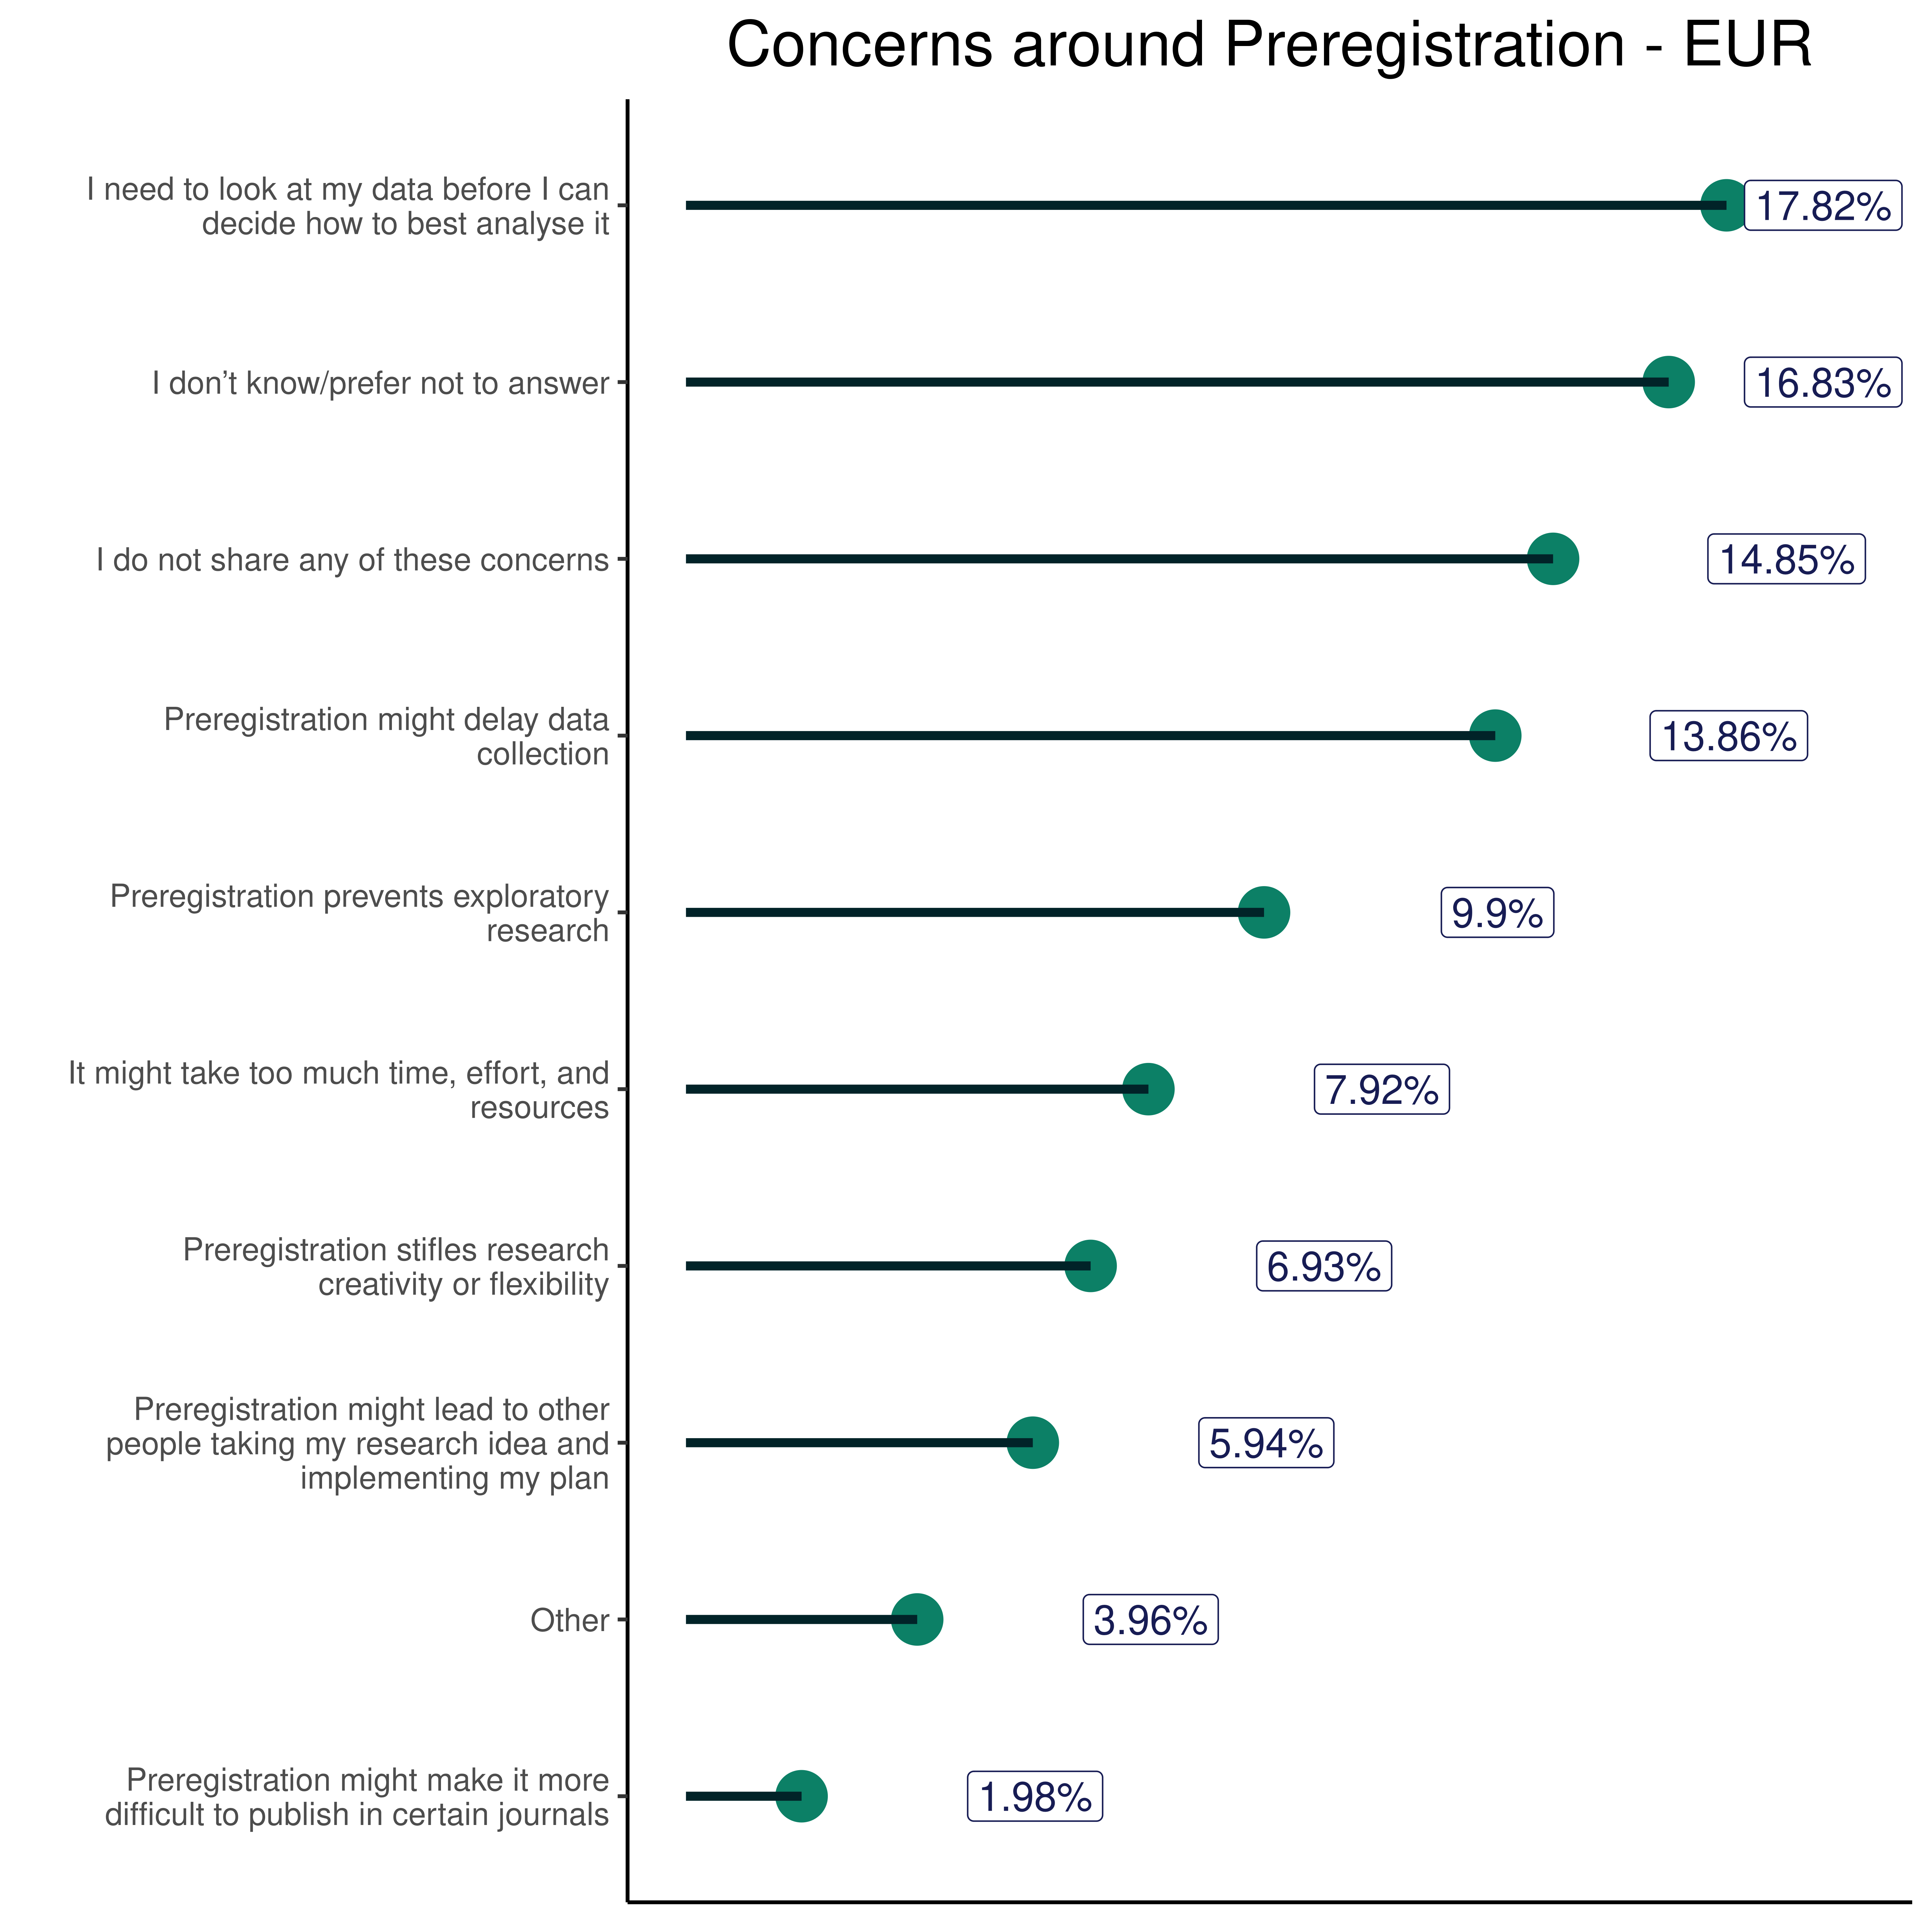 Concerns around Preregistration - EUR
I need to look at my data before I can
decide how to best analyse it
17.82%
I don’t know/prefer not to answer
16.83%
I do not share any of these concerns
14.85%
Preregistration might delay data
collection
13.86%
Preregistration prevents exploratory
research
9.9%
It might take too much time, effort, and
resources
7.92%
Preregistration stifles research
creativity or flexibility
6.93%
Preregistration might lead to other
people taking my research idea and
implementing my plan
5.94%
Other
3.96%
Preregistration might make it more
difficult to publish in certain journals
1.98%